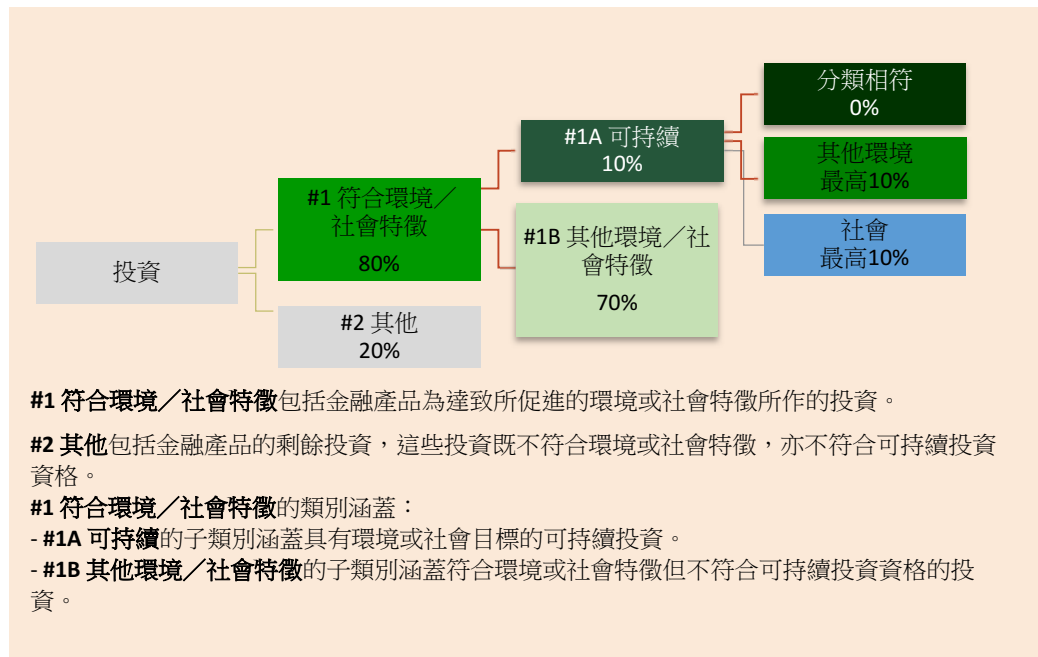 分類相符
0%
#1A 可持續
10%
其他環境
最高10%
#1 符合環境／
社會特徵
80%
#1B 其他環境／社
會特徵
70%
社會
最高10%
投資
#2 其他
20%
#1 符合環境／社會特徵包括金融產品為達致所促進的環境或社會特徵所作的投資。
#2 其他包括金融產品的剩餘投資，這些投資既不符合環境或社會特徵，亦不符合可持續投資
資格。
#1 符合環境／社會特徵的類別涵蓋：
- #1A 可持續的子類別涵蓋具有環境或社會目標的可持續投資。
- #1B 其他環境／社會特徵的子類別涵蓋符合環境或社會特徵但不符合可持續投資資格的投
資。